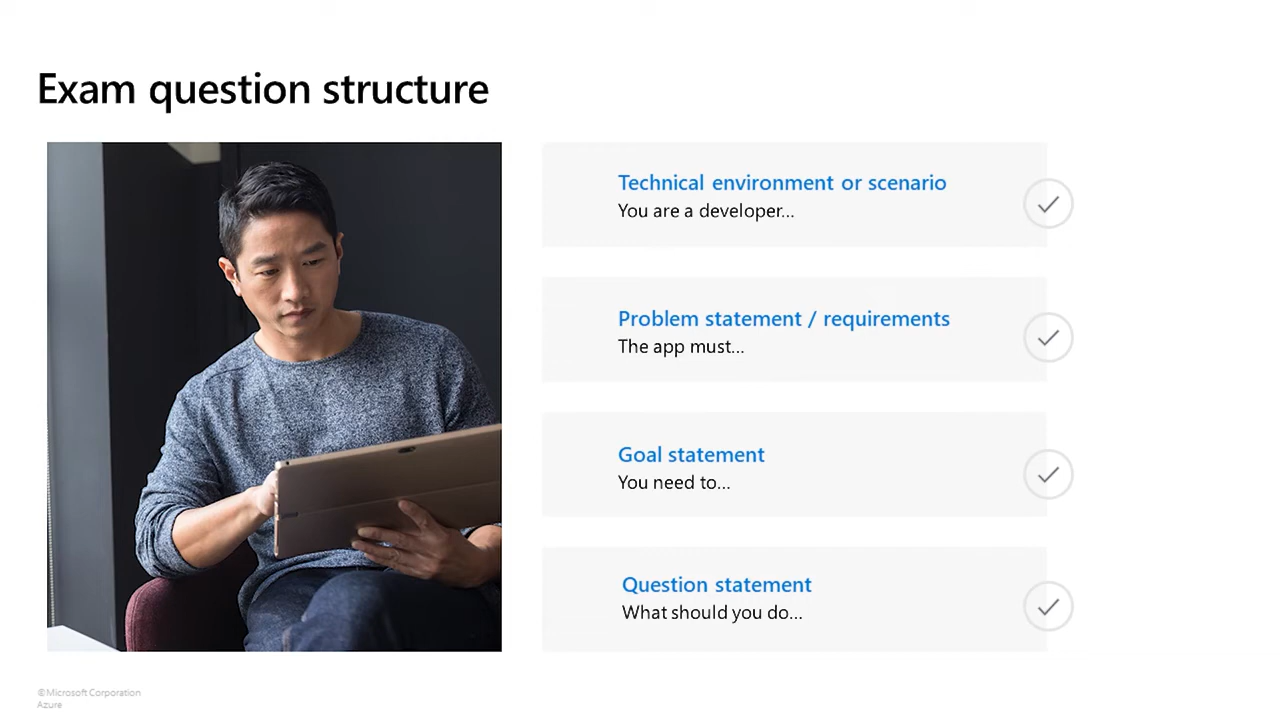 Exam question structure
Technical environment or scenario
You are a developer...
Problem statement / requirements
The app must...
Goal statement
You need to...
Question statement
What should you do...
©Microsoft Corporation
Azure